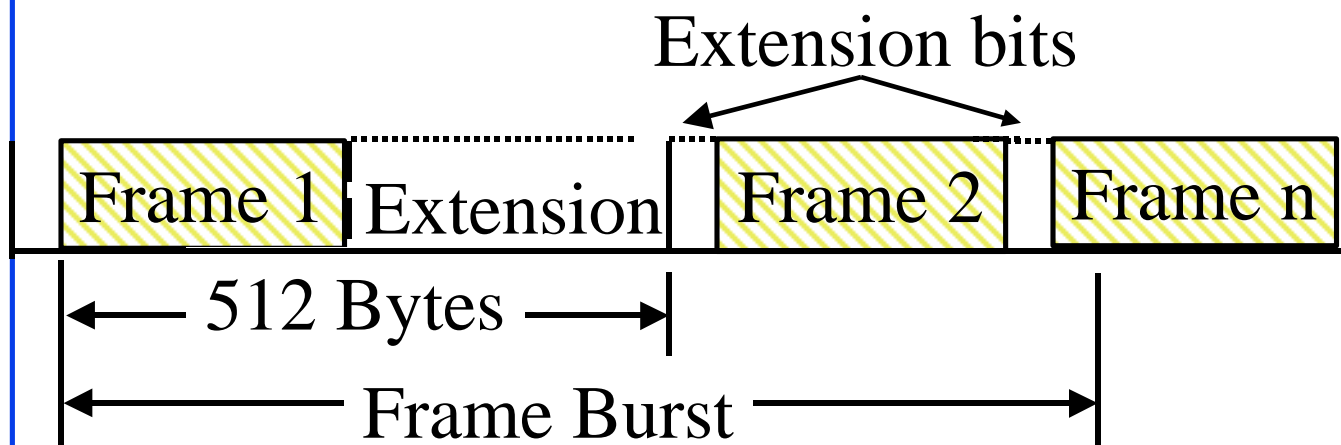 Extension bits
Frame 1
Extension
Frame 2
Frame n
512 Bytes
Frame Burst